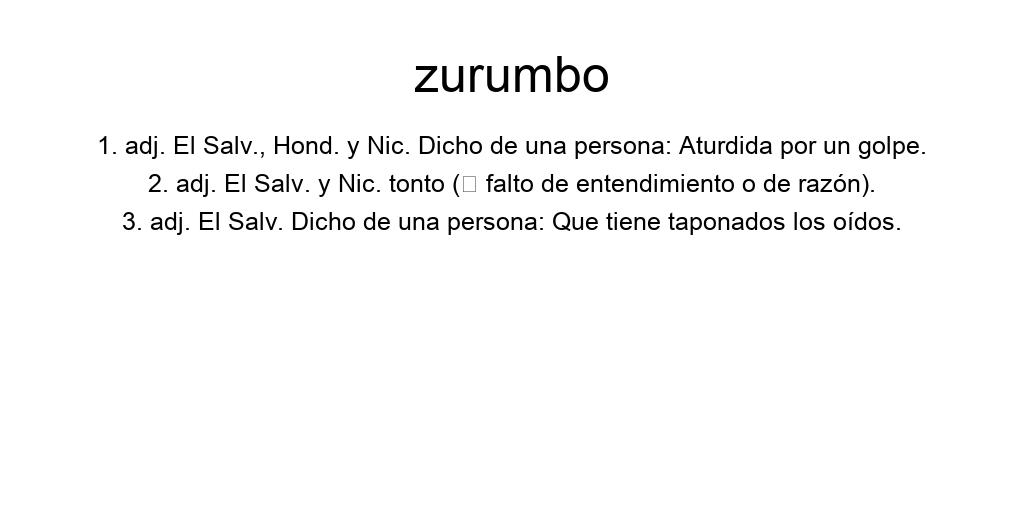 zurumbo
1. adj. El Salv., Hond. y Nic. Dicho de una persona: Aturdida por un golpe.
2. adj. El Salv. y Nic. tonto (▯ falto de entendimiento o de razón).
3. adj. El Salv. Dicho de una persona: Que tiene taponados los oídos.